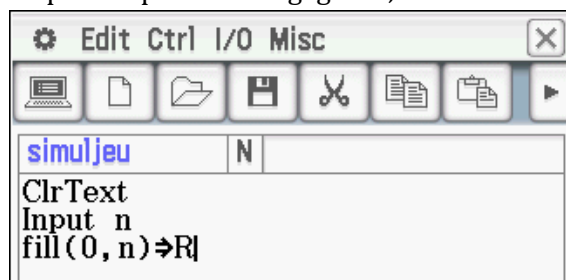 Edit Ctrl I/O Misc
simuljeu N
ClrText
Input n
fill(0,n)⇒R